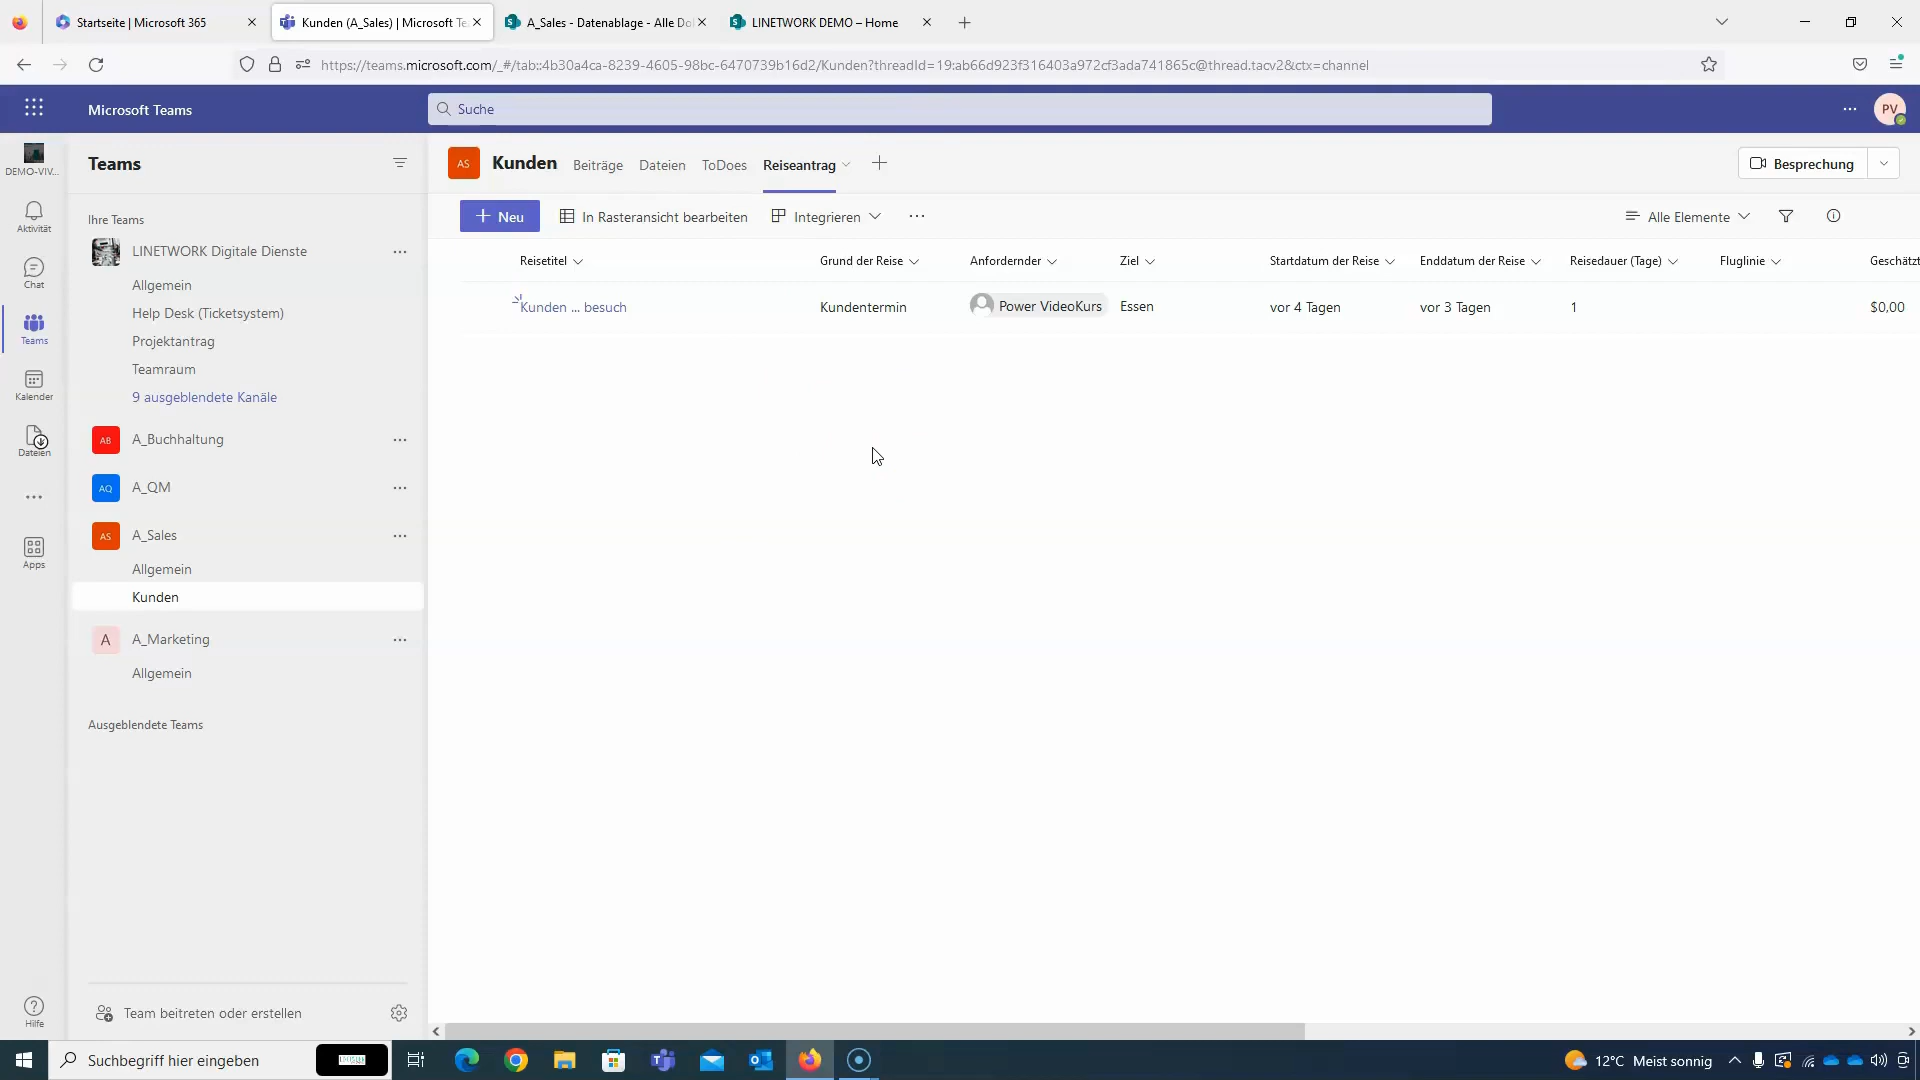 Startseite | Microsoft 365
Kunden (A_Sales) | Microsoft Te
A_Sales - Datenablage - Alle Do
LINETWORK DEMO – Home
https://teams.microsoft.com/_#/tab::4b30a4ca-8239-4605-98bc-6470739b16d2/Kunden?threadId=19:ab66d923f316403a972cf3ada741865c@thread.tacv2&ctx=channel
Microsoft Teams
Suche
PV
DEMO-VIV...
Aktivität
Chat
Teams
Kalender
Dateien
Apps
Hilfe
Teams
Ihre Teams
LINETWORK Digitale Dienste
Allgemein
Help Desk (Ticketsystem)
Projektantrag
Teamraum
9 ausgeblendete Kanäle
AB A_Buchhaltung
AQ A_QM
AS A_Sales
Allgemein
Kunden
A A_Marketing
Allgemein
Ausgeblendete Teams
Team beitreten oder erstellen
AS Kunden Beiträge Dateien ToDoes Reiseantrag
Besprechung
Neu In Rasteransicht bearbeiten Integrieren
Alle Elemente
Reisetitel Grund der Reise Anfordernder Ziel Startdatum der Reise Enddatum der Reise Reisedauer (Tage) Fluglinie Geschätzt
Kunden ... besuch Kundentermin Power VideoKurs Essen vor 4 Tagen vor 3 Tagen 1 $0,00
Suchbegriff hier eingeben
12°C Meist sonnig